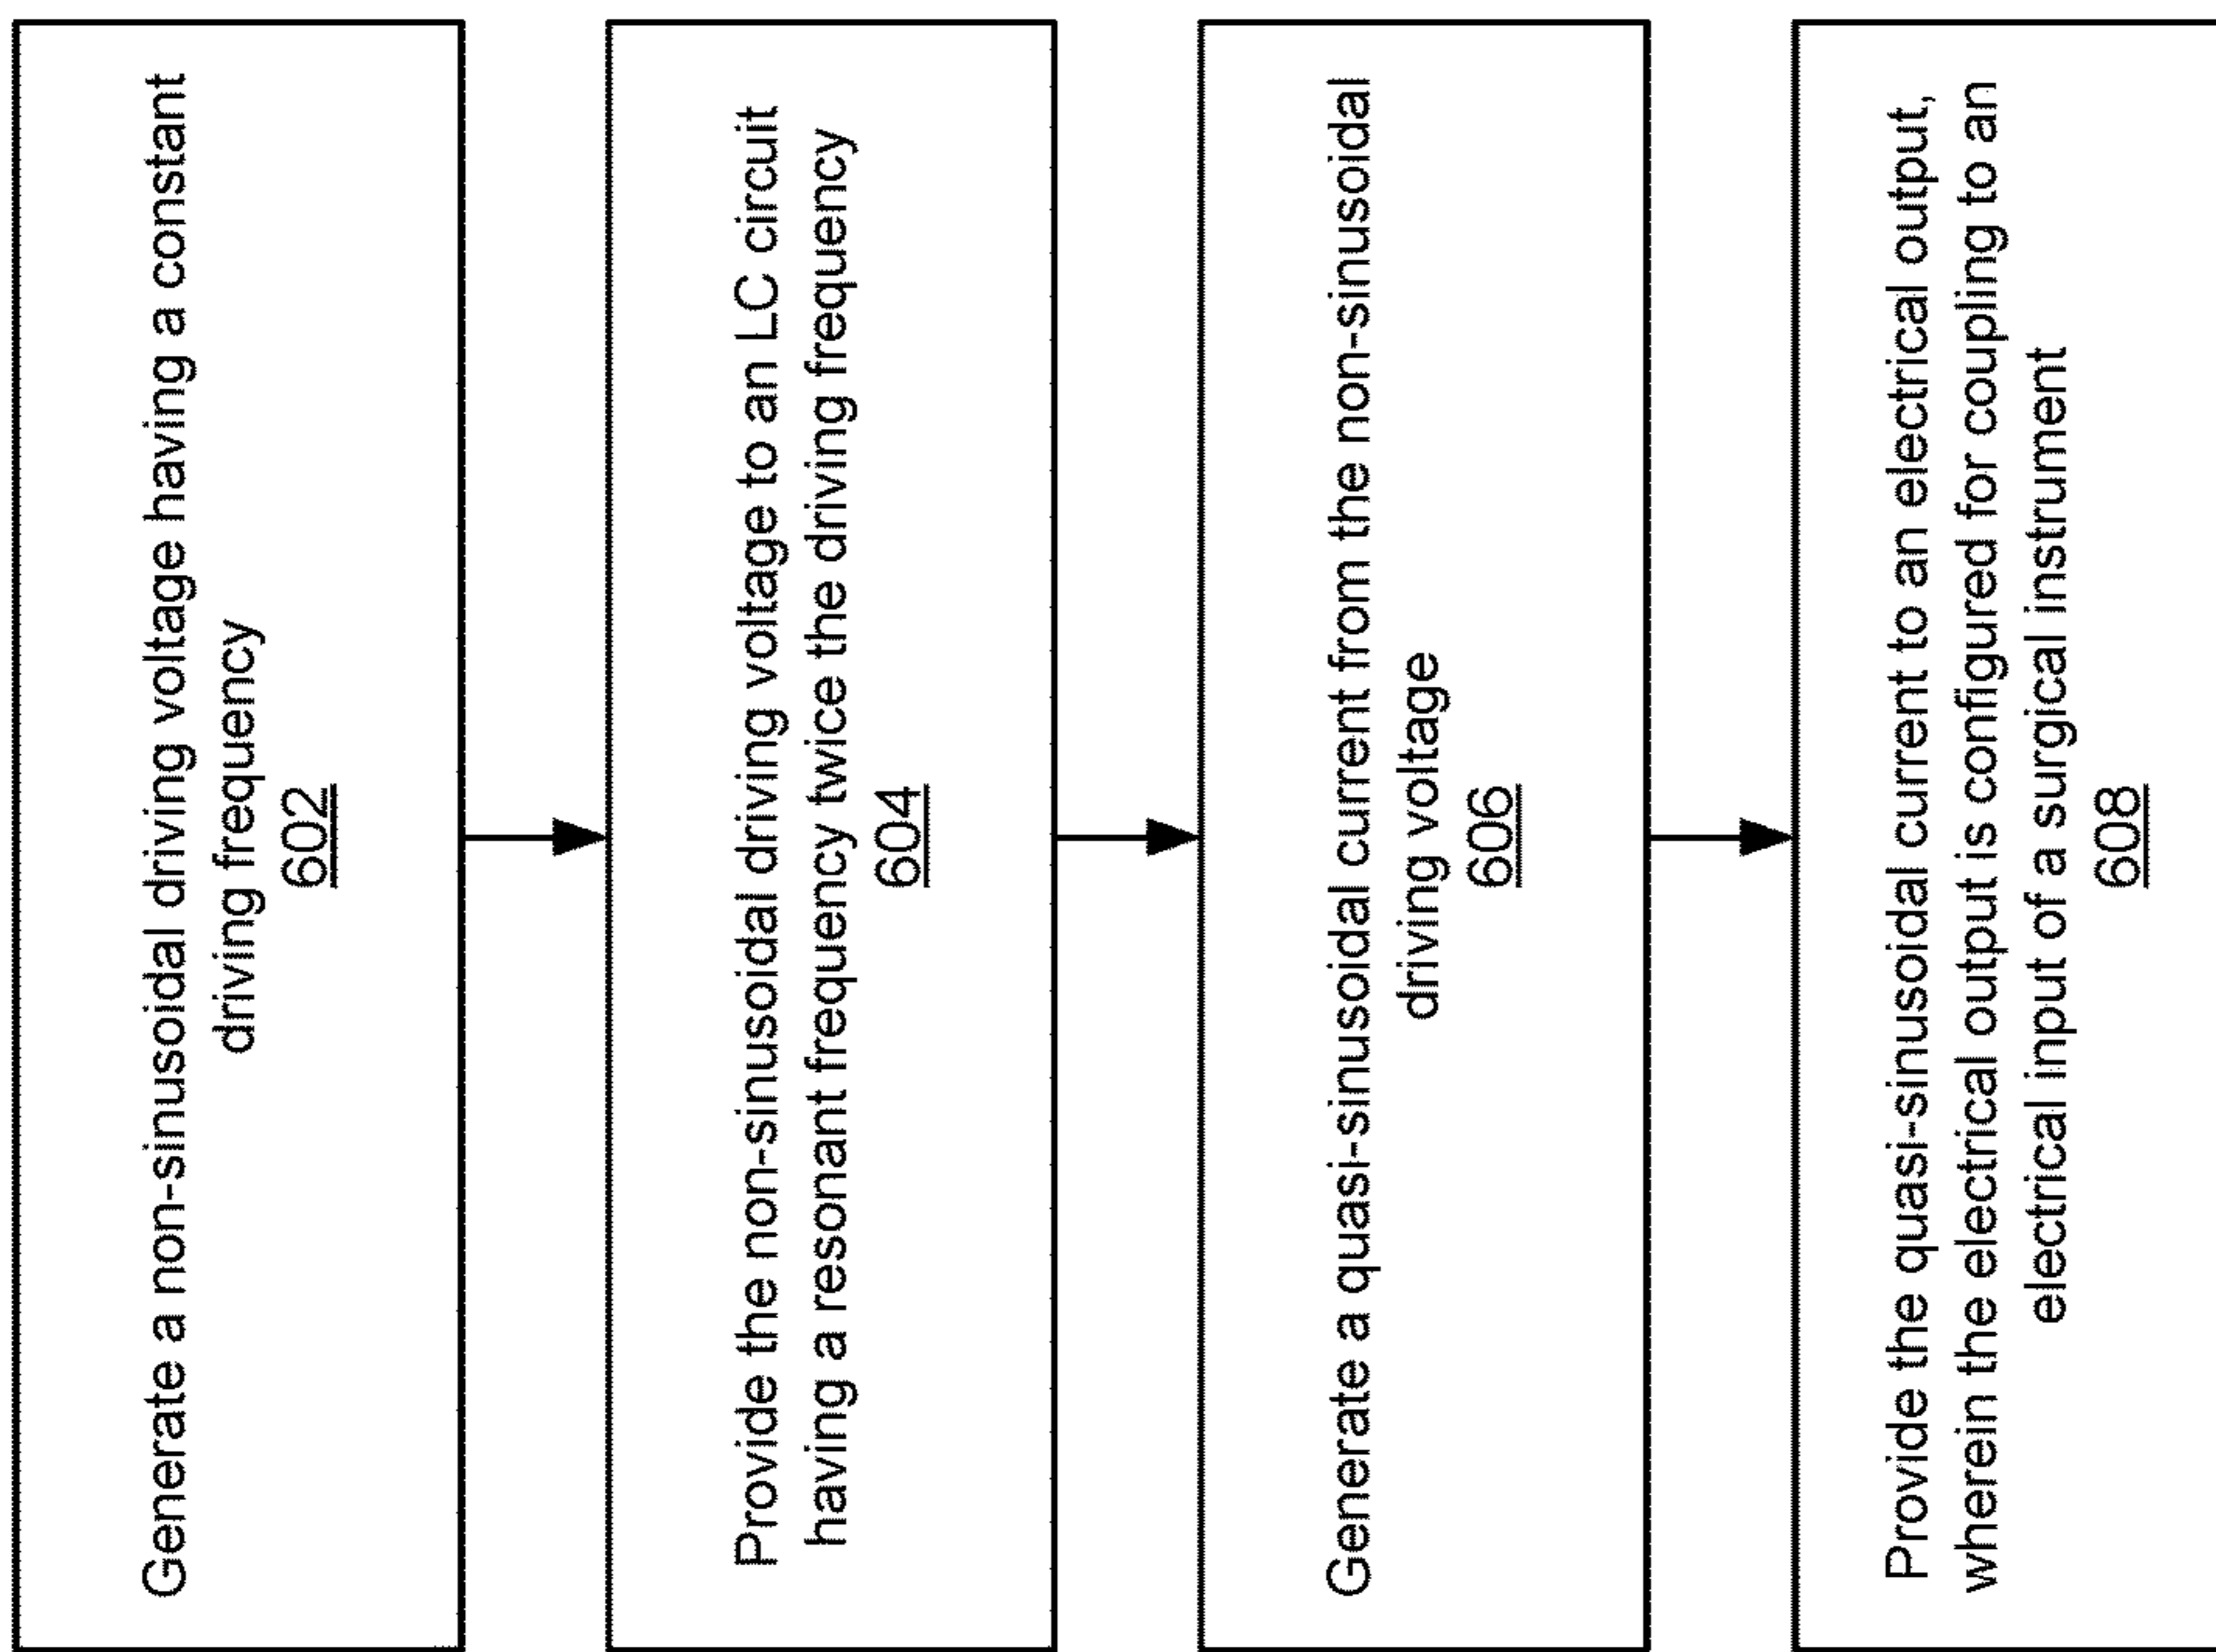 Generate a non-sinusoidal driving voltage having a constant
driving frequency
602
Provide the non-sinusoidal driving voltage to an LC circuit
having a resonant frequency twice the driving frequency
604
Generate a quasi-sinusoidal current from the non-sinusoidal
driving voltage
606
Provide the quasi-sinusoidal current to an electrical output,
wherein the electrical output is configured for coupling to an
electrical input of a surgical instrument
608